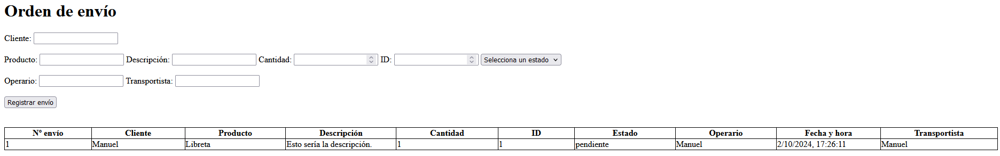 Orden de envío
Cliente:
Producto: Descripción: Cantidad: ID: Selecciona un estado
Operario: Transportista:
Registrar envío
Nº envío Cliente Producto Descripción Cantidad ID Estado Operario Fecha y hora Transportista
1 Manuel Libreta Esto sería la descripción. 1 1 pendiente Manuel 2/10/2024, 17:26:11 Manuel